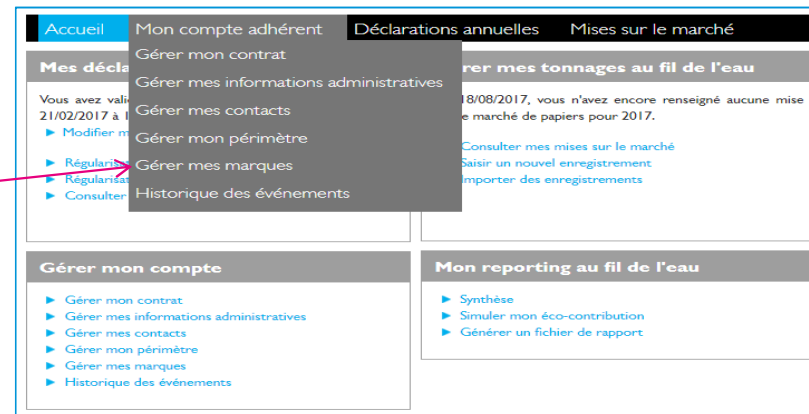 Accueil Mon compte adhérent Déclarations annuelles Mises sur le marché
Gérer mon contrat
Gérer mes informations administratives
Gérer mes contacts
Gérer mon périmètre
Gérer mes marques
Historique des événements
Mes décla
Vous avez vali
21/02/2017 à 1
Modifier m
Régularisat
Régularisat
Consulter
rer mes tonnages au fil de l'eau
18/08/2017, vous n'avez encore renseigné aucune mise
e marché de papiers pour 2017.
Consulter mes mises sur le marché
Saisir un nouvel enregistrement
Importer des enregistrements
Gérer mon compte
Gérer mon contrat
Gérer mes informations administratives
Gérer mes contacts
Gérer mon périmètre
Gérer mes marques
Historique des événements
Mon reporting au fil de l'eau
Synthèse
Simuler mon éco-contribution
Générer un fichier de rapport